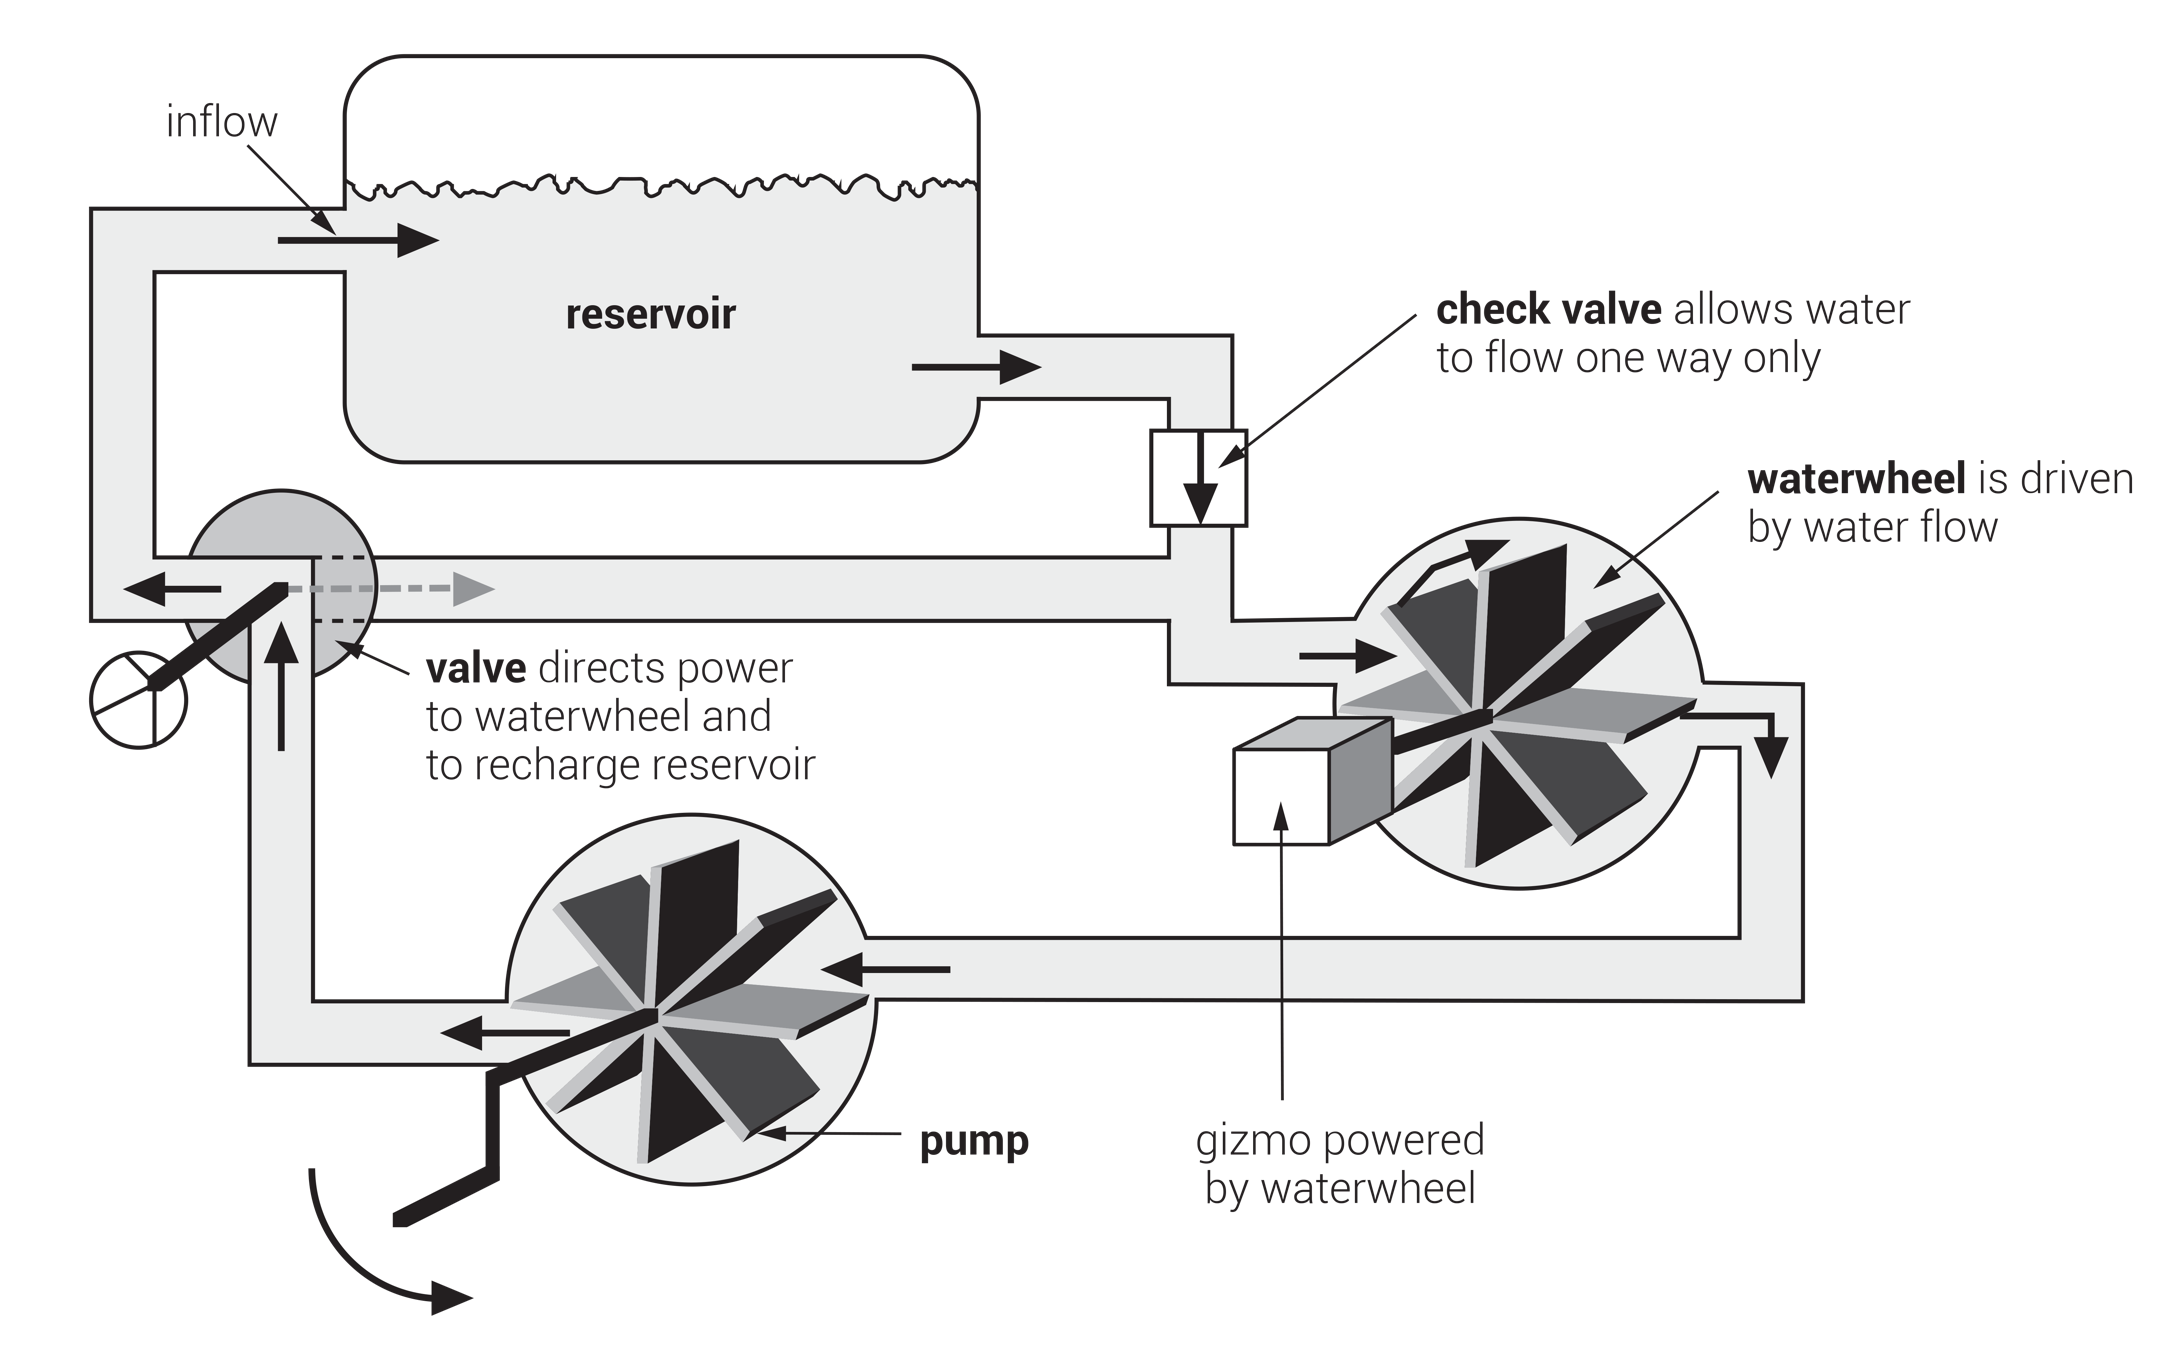 inflow
reservoir
check valve allows water
to flow one way only
waterwheel is driven
by water flow
valve directs power
to waterwheel and
to recharge reservoir
pump
gizmo powered
by waterwheel